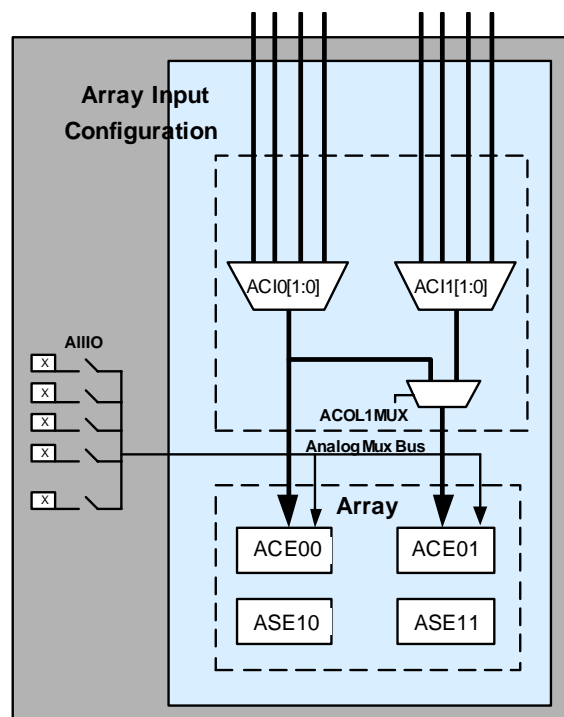 Array Input
Configuration
ACI0[1:0]
ACI1[1:0]
AIIIO
X
X
X
X
X
ACOL1MUX
Analog Mux Bus
Array
ACE00
ACE01
ASE10
ASE11